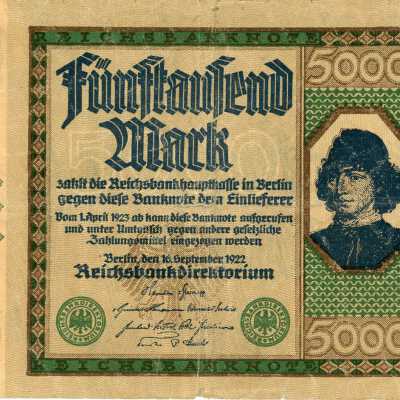 REICHSBANKNOTE
5000
Fünftausend
Mark
zahlt die Reichsbankhauptkasse in Berlin
gegen diese Banknote dem Einlieferer
Vom 1. April 1923 ab kann diese Banknote aufgerufen
und unter Umtausch gegen andere gesetzliche
Zahlungsmittel eingezogen werden
Berlin, den 16. September 1922
Reichsbankdirektorium
5000
REICHSBANKNOTE